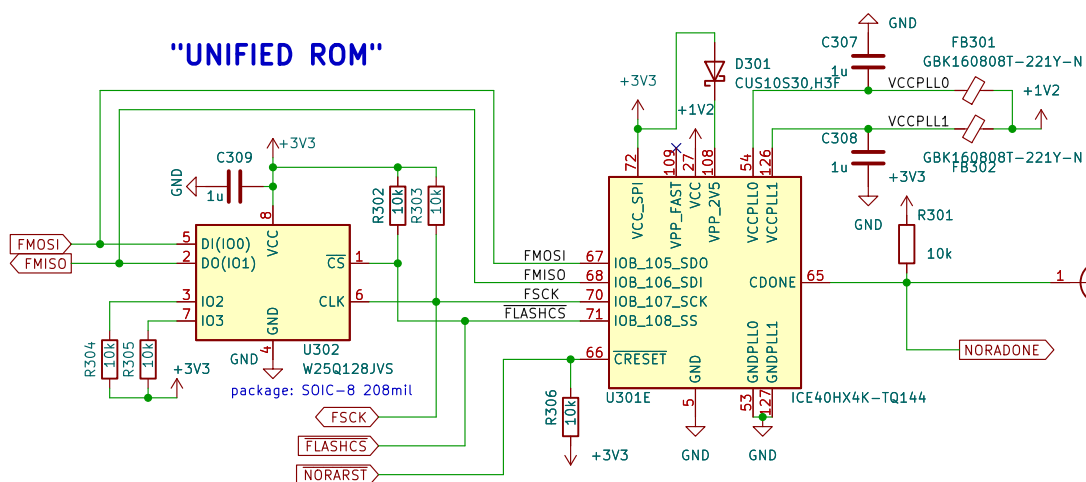 "UNIFIED ROM"
GND
C307
1u
FB301
GBK160808T-221Y-N
D301
CUS10S30,H3F
+3V3
+1V2
VCCPLL0
+1V2
VCCPLL1
C308
1u
GBK160808T-221Y-N
FB302
GND
72
109
27
108
54
126
VCC_SPI
VPP_FAST
VCC
VPP_2V5
VCCPLL0
VCCPLL1
+3V3
C309
1u
GND
R302
10k
R303
10k
+3V3
R301
10k
8
VCC
FMOSI
FMISO
5
DI(IO0)
2
DO(IO1)
CS
1
CLK
6
3
IO2
7
IO3
GND
4
GND
U302
W25Q128JVS
package: SOIC-8 208mil
R304
10k
R305
10k
+3V3
FMOSI
67
IOB_105_SDO
FMISO
68
IOB_106_SDI
FSCK
70
IOB_107_SCK
FLASHCS
71
IOB_108_SS
66
CRESET
CDONE
65
1
NORADONE
GND
GNDPLL0
GNDPLL1
5
53
127
U301E
ICE40HX4K-TQ144
R306
10k
+3V3
GND
GND
FSCK
FLASHCS
NORARST